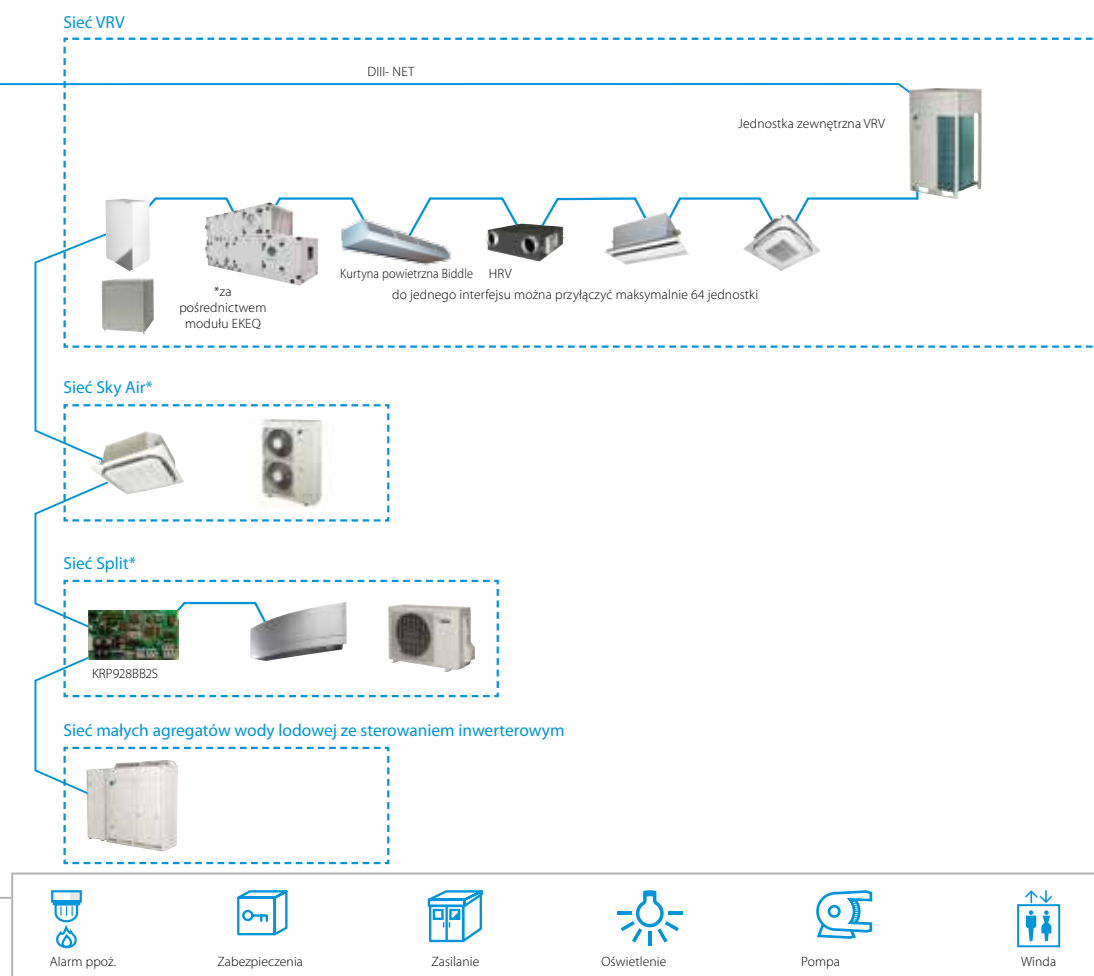 Sieć VRV
DIII- NET
Jednostka zewnętrzna VRV
Kurtyna powietrzna Biddle
HRV
*za
pośrednictwem
modułu EKEQ
do jednego interfejsu można przyłączyć maksymalnie 64 jednostki
Sieć Sky Air*
Sieć Split*
KRP928BB2S
Sieć małych agregatów wody lodowej ze sterowaniem inwerterowym
Alarm ppoż.
Zabezpieczenia
Zasilanie
Oświetlenie
Pompa
Winda